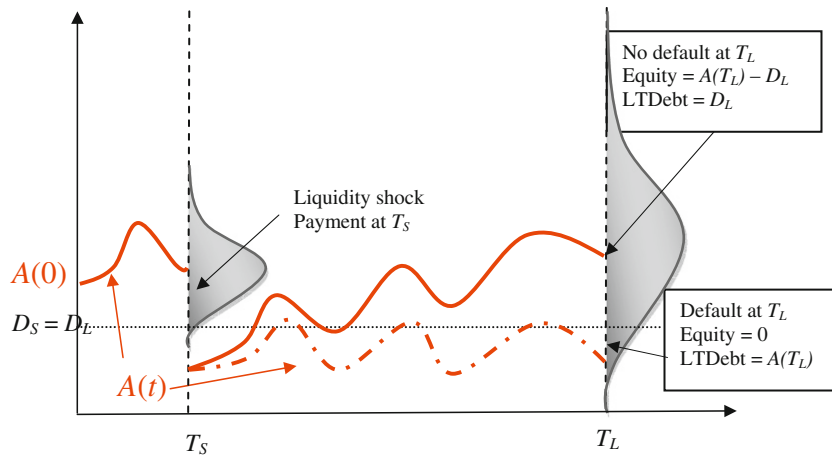 No default at T_L
Equity = A(T_L) – D_L
LTDebt = D_L
Liquidity shock
Payment at T_S
A(0)
D_S = D_L
Default at T_L
Equity = 0
LTDebt = A(T_L)
A(t)
T_S
T_L